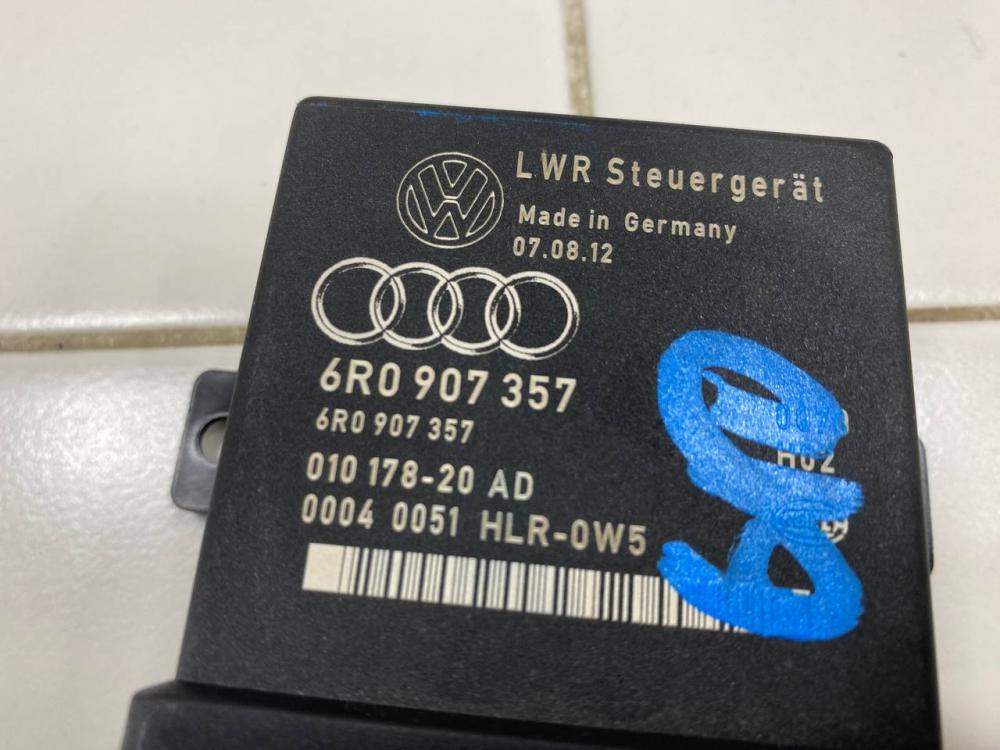 LWR Steuergerät
Made in Germany
07.08.12
6R0 907 357
6R0 907 357
H02
010 178-20 AD
0004 0051 HLR-0W5